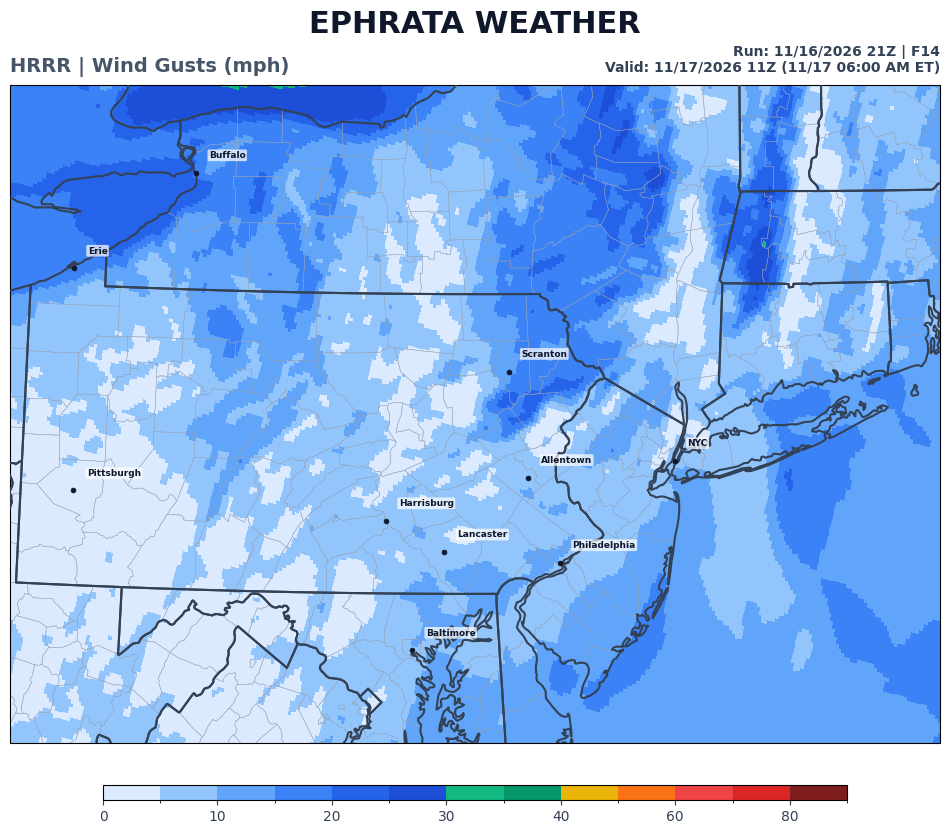 EPHRATA WEATHER
HRRR | Wind Gusts (mph)
Run: 11/16/2026 21Z | F14
Valid: 11/17/2026 11Z (11/17 06:00 AM ET)
Buffalo
Erie
Scranton
NYC
Allentown
Pittsburgh
Harrisburg
Lancaster
Philadelphia
Baltimore
0 10 20 30 40 50 60 70 80